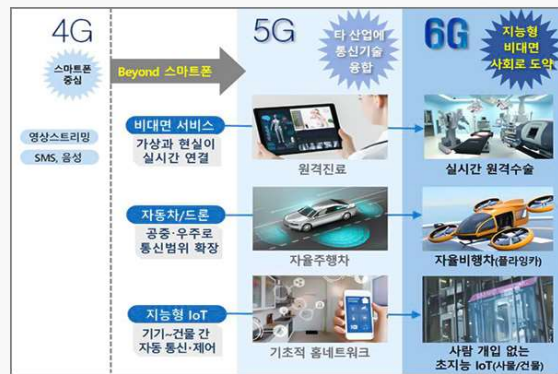 4G
스마트폰
중심
Beyond 스마트폰
5G
타 산업에
통신기술
융합
6G
지능형
비대면
사회로 도약
영상스트리밍
SMS, 음성
비대면 서비스
가상과 현실이
실시간 연결
원격진료
실시간 원격수술
자동차/드론
공중·우주로
통신범위 확장
자율주행차
자율비행차(플라잉카)
지능형 IoT
기기~건물 간
자동 통신·제어
기초적 홈네트워크
사람 개입 없는
초지능 IoT(사물/건물)